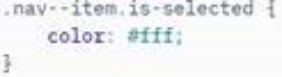 .nav--item.is-selected {
    color: #fff;
}